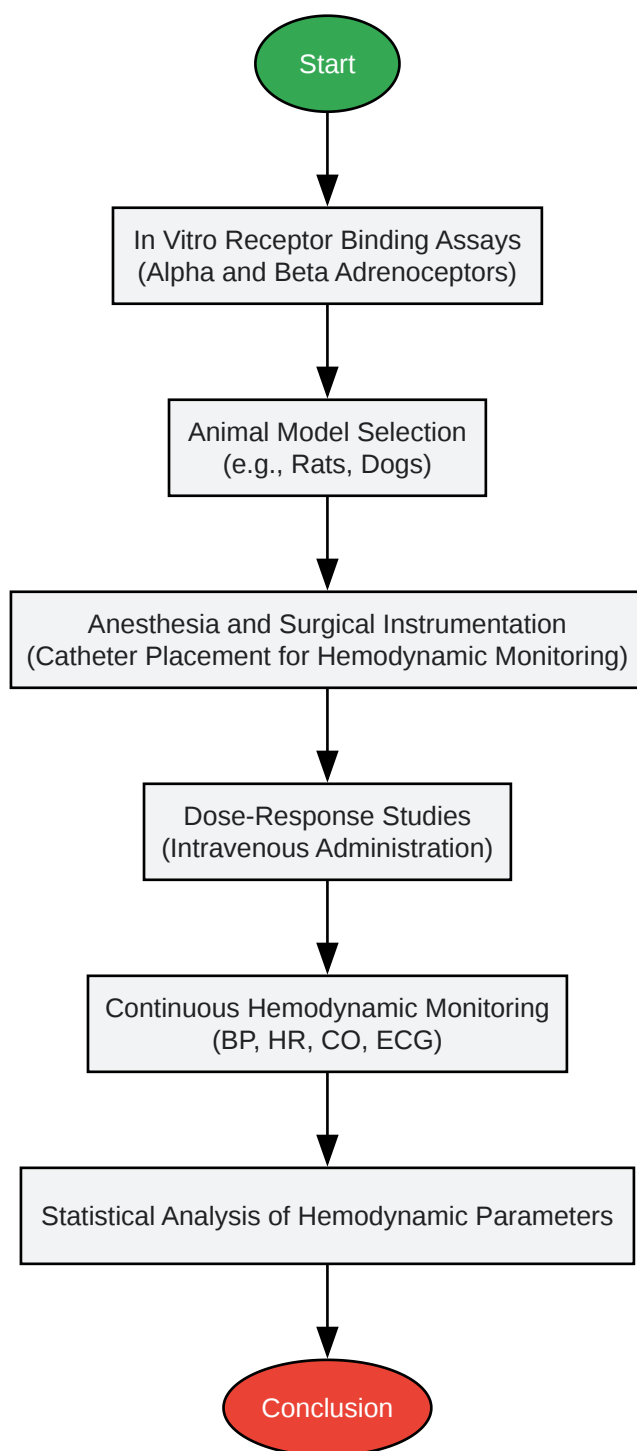 Start
In Vitro Receptor Binding Assays
(Alpha and Beta Adrenoceptors)
Animal Model Selection
(e.g., Rats, Dogs)
Anesthesia and Surgical Instrumentation
(Catheter Placement for Hemodynamic Monitoring)
Dose-Response Studies
(Intravenous Administration)
Continuous Hemodynamic Monitoring
(BP, HR, CO, ECG)
Statistical Analysis of Hemodynamic Parameters
Conclusion